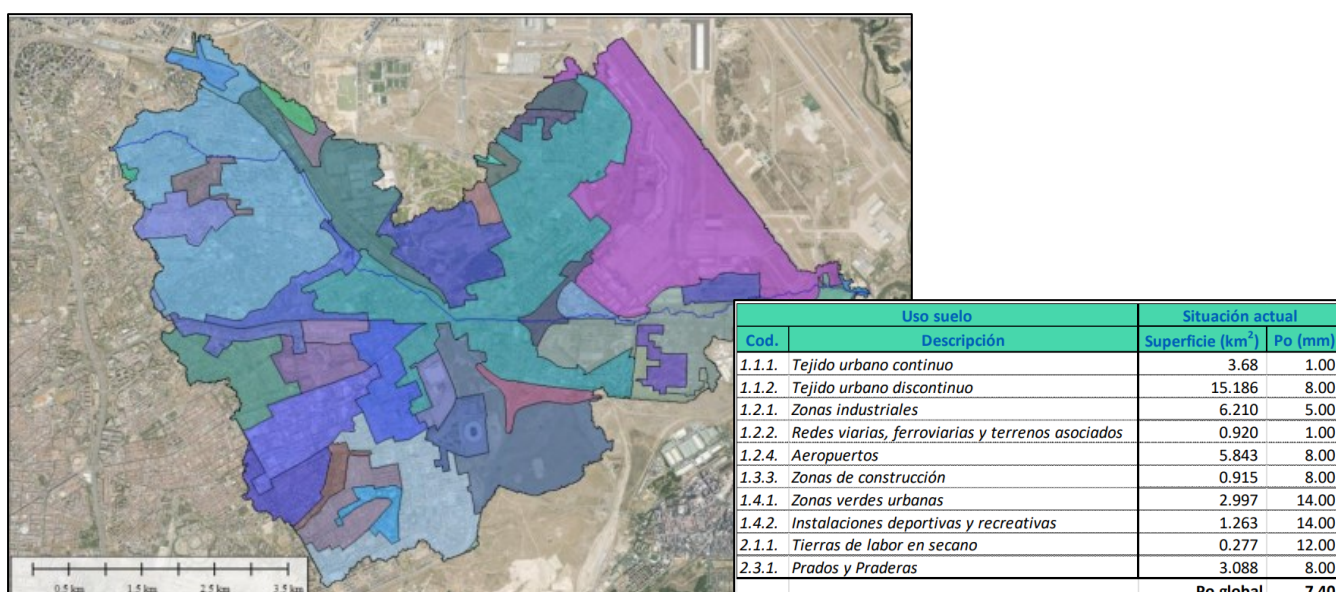 Uso suelo Situación actual
Cod. Descripción Superficie (km²) Po (mm)
1.1.1. Tejido urbano continuo 3.68 1.00
1.1.2. Tejido urbano discontinuo 15.186 8.00
1.2.1. Zonas industriales 6.210 5.00
1.2.2. Redes viarias, ferroviarias y terrenos asociados 0.920 1.00
1.2.4. Aeropuertos 5.843 8.00
1.3.3. Zonas de construcción 0.915 8.00
1.4.1. Zonas verdes urbanas 2.997 14.00
1.4.2. Instalaciones deportivas y recreativas 1.263 14.00
2.1.1. Tierras de labor en secano 0.277 12.00
2.3.1. Prados y Praderas 3.088 8.00
Po global 7.40
0.5 km 1.5 km 2.5 km 3.5 km